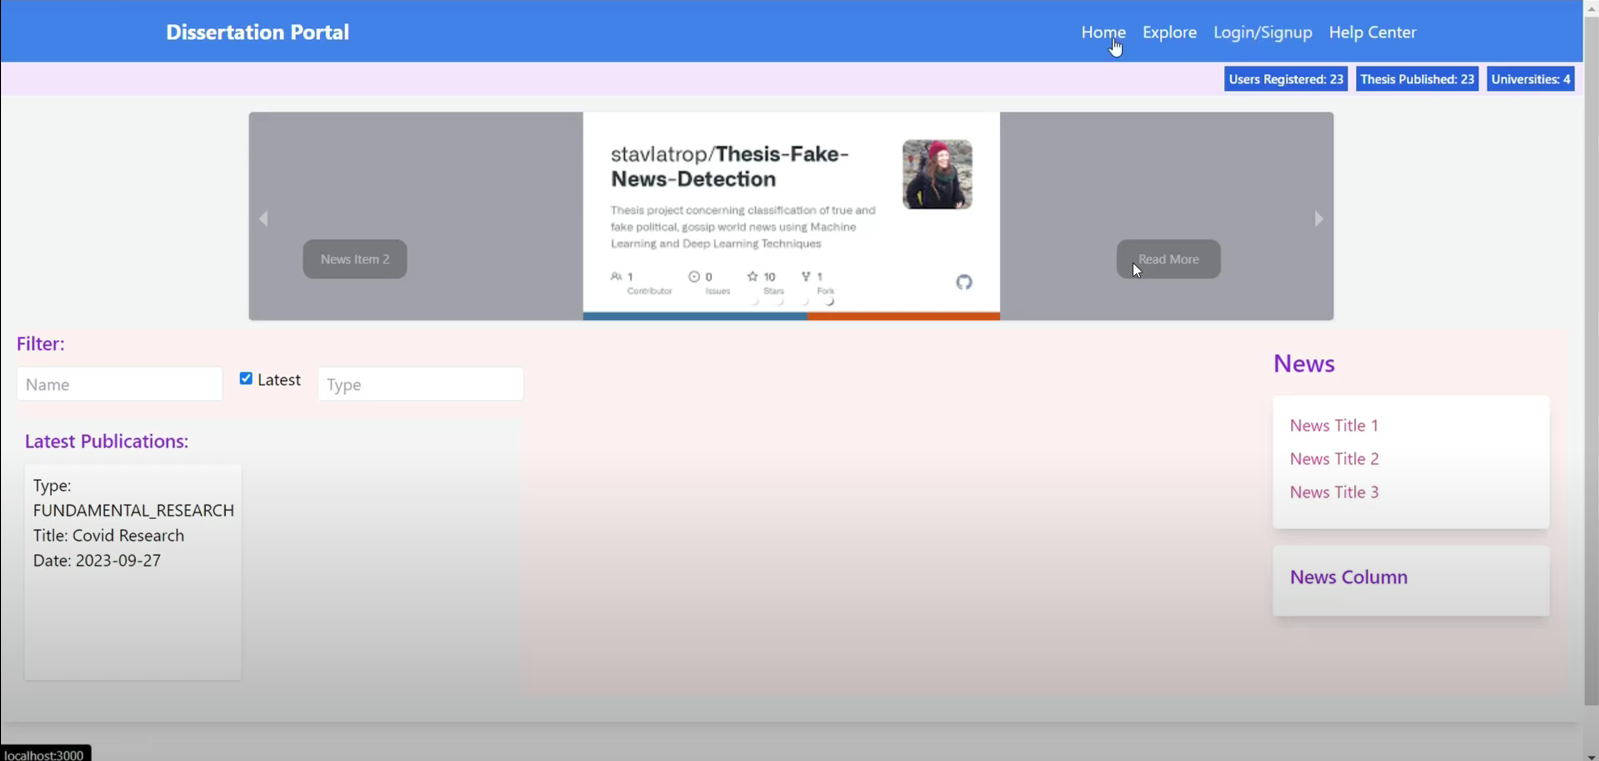 Dissertation Portal
Home Explore Login/Signup Help Center
Users Registered: 23 Thesis Published: 23 Universities: 4
stavlatrop/Thesis-Fake-
News-Detection
Thesis project concerning classification of true and
fake political, gossip world news using Machine
Learning and Deep Learning Techniques
1 0 10 1
Contributor Issues Stars Fork
News Item 2
Read More
Filter:
Name Latest Type
Latest Publications:
Type:
FUNDAMENTAL_RESEARCH
Title: Covid Research
Date: 2023-09-27
News
News Title 1
News Title 2
News Title 3
News Column
localhost:3000